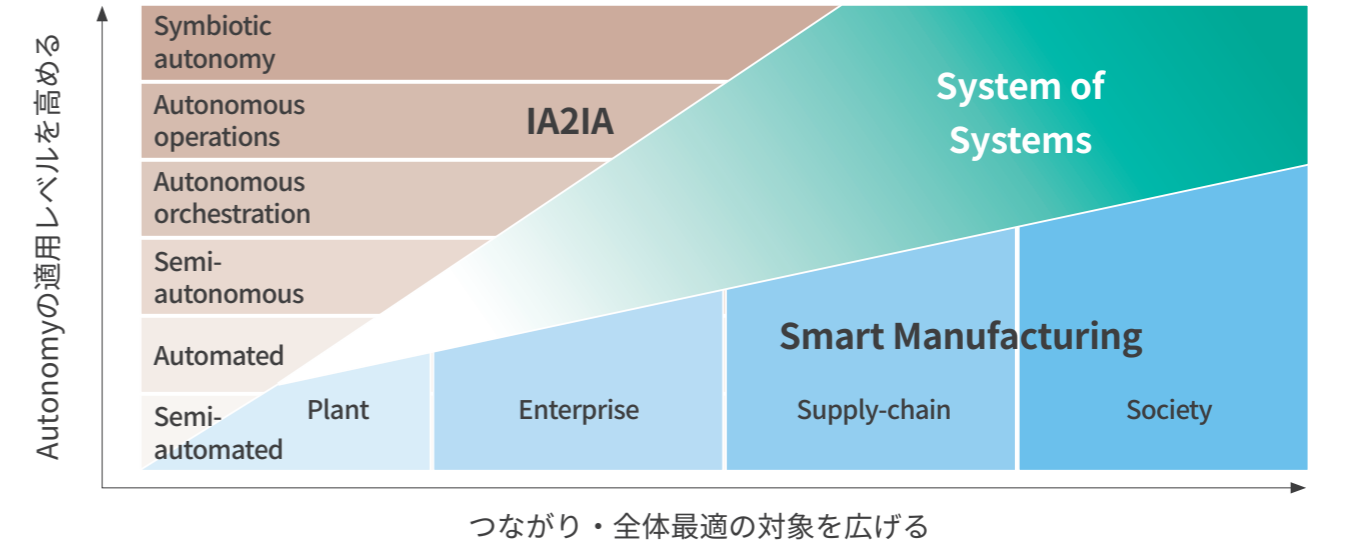 Autonomyの適用レベルを高める
Symbiotic
autonomy
Autonomous
operations
IA2IA
Autonomous
orchestration
Semi-
autonomous
Automated
Semi-
automated
System of
Systems
Smart Manufacturing
Plant
Enterprise
Supply-chain
Society
つながり・全体最適の対象を広げる